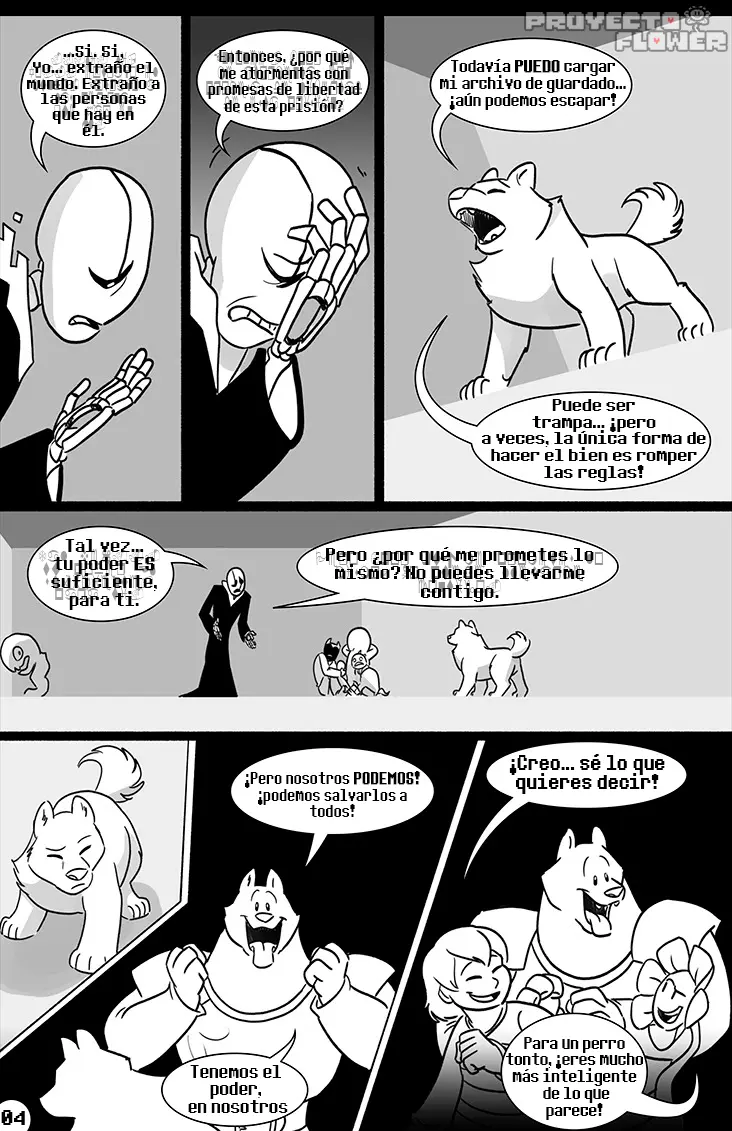 PROYECTO
FLOWER
...Si. Si,
Yo... extraño el
mundo. Extraño a
las personas
que hay en
él.
Entonces, ¿por qué
me atormentas con
promesas de libertad
de esta prisión?
Todavía PUEDO cargar
mi archivo de guardado...
¡aún podemos escapar!
Puede ser
trampa... ¡pero
a veces, la única forma de
hacer el bien es romper
las reglas!
Tal vez...
tu poder ES
suficiente,
para ti.
Pero ¿por qué me prometes lo
mismo? No puedes llevarme
contigo.
¡Pero nosotros PODEMOS!
¡podemos salvarlos a
todos!
Tenemos el
poder,
en nosotros
¡Creo... sé lo que
quieres decir!
Para un perro
tonto, ¡eres mucho
más inteligente
de lo que
parece!
04